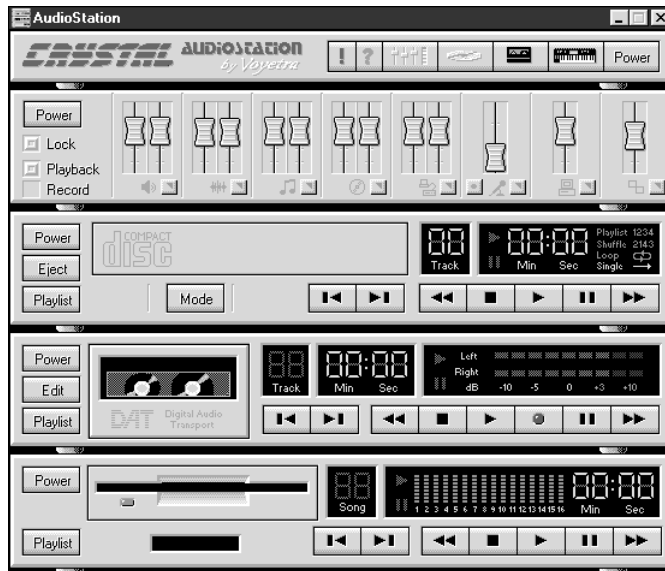 AudioStation
CRYSTAL AUDIOSTATION
by Voyetra
! ? Power
Power
Lock
Playback
Record
Power
Eject
Playlist
COMPACT
disc
Mode
88
Track
88:88
Min Sec
Playlist 1234
Shuffle 2143
Loop
Single
Power
Edit
Playlist
DAT Digital Audio
Transport
88
Track
88:88
Min Sec
Left
Right
dB -10 -5 0 +3 +10
Power
Playlist
88
Song
1 2 3 4 5 6 7 8 9 10 11 12 13 14 15 16
88:88
Min Sec